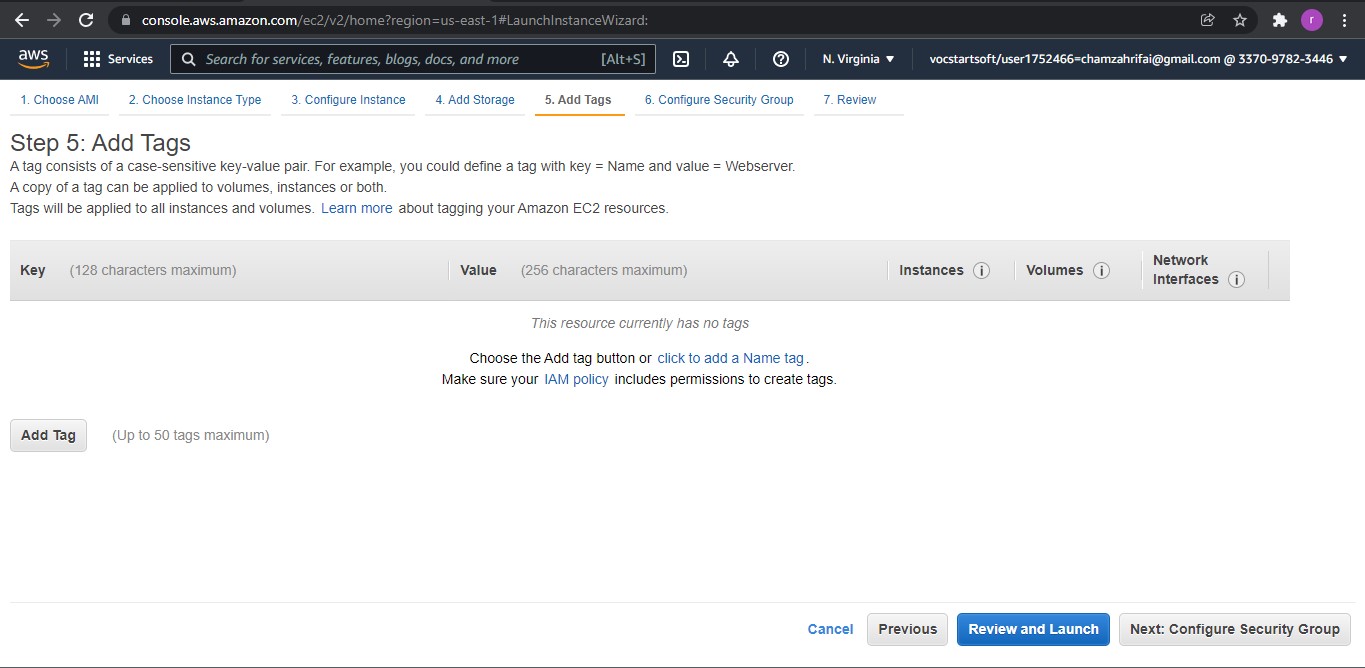 console.aws.amazon.com/ec2/v2/home?region=us-east-1#LaunchInstanceWizard:
r
aws Services Search for services, features, blogs, docs, and more [Alt+S] N. Virginia vocstartsoft/user1752466=chamzahrifai@gmail.com @ 3370-9782-3446
1. Choose AMI 2. Choose Instance Type 3. Configure Instance 4. Add Storage 5. Add Tags 6. Configure Security Group 7. Review
Step 5: Add Tags
A tag consists of a case-sensitive key-value pair. For example, you could define a tag with key = Name and value = Webserver.
A copy of a tag can be applied to volumes, instances or both.
Tags will be applied to all instances and volumes. Learn more about tagging your Amazon EC2 resources.
Key (128 characters maximum) Value (256 characters maximum) Instances i Volumes i Network
Interfaces i
This resource currently has no tags
Choose the Add tag button or click to add a Name tag.
Make sure your IAM policy includes permissions to create tags.
Add Tag (Up to 50 tags maximum)
Cancel Previous Review and Launch Next: Configure Security Group